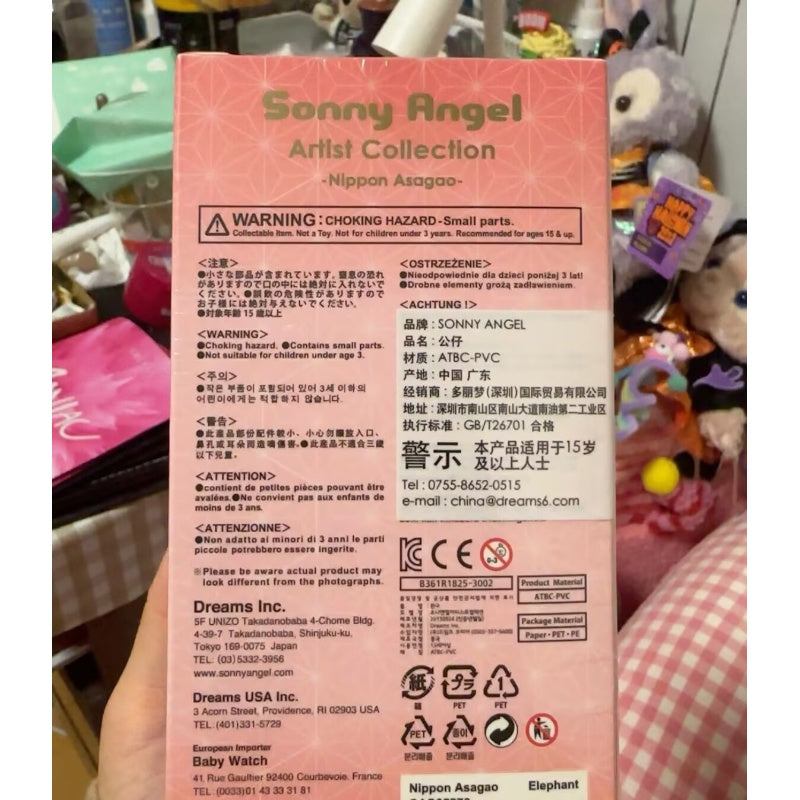 Sonny Angel
Artist Collection
-Nippon Asagao-
WARNING : CHOKING HAZARD-Small parts.
Collectable Item. Not a Toy. Not for children under 3 years. Recommended for ages 15 & up.
<注意>
●小さな部品が含まれています。窒息の恐れ
がありますので口の中には絶対に入れないで
ください。●誤飲の危険性がありますので
お子様には絶対与えないでください。
●対象年齢 15 歳以上
<WARNING>
●Choking hazard. ●Contains small parts.
●Not suitable for children under age 3.
<주의>
●작은 부품이 포함되어 있어 3세 이하의
어린이에게는 적합하지 않습니다.
<警告>
●此產品部份配件較小、小心勿續放入口、
鼻孔或耳朵而造嘴傷害。●此產品不適合三歲
以下兒童。
<ATTENTION>
●contient de petites pièces pouvant être
avalées.●Ne convient pas aux enfants de
moins de 3 ans.
<ATTENZIONNE>
●Non adatto ai minori di 3 anni le parti
piccole potrebbero essere ingerite.
※Please be aware actual product may
look different from the photographs.
Dreams Inc.
5F UNIZO Takadanobaba 4-Chome Bldg.
4-39-7 Takadanobaba, Shinjuku-ku,
Tokyo 169-0075 Japan
TEL: (03)5332-3956
www.sonnyangel.com
Dreams USA Inc.
3 Acorn Street, Providence, RI 02903 USA
TEL:(401)331-5729
European Importer
Baby Watch
41, Rue Gaultier 92400 Courbevoie. France
TEL:(0033)01 43 33 31 81
<OSTRZEŻENIE>
●Nieodpowiednie dla dzieci poniżej 3 lat!
●Drobne elementy grożą zadławieniem.
<ACHTUNG !>
品牌 : SONNY ANGEL
品名 : 公仔
材质 : ATBC-PVC
产地 : 中国 广东
经销商 : 多丽梦(深圳)国际贸易有限公司
地址 : 深圳市南山区南山大道南油第二工业区
执行标准 : GB/T26701 合格
警示 本产品适用于15岁
及以上人士
Tel : 0755-8652-0515
e-mail : china@dreams6.com
CE
0-3
B361R1825-3002
Product Material
ATBC-PVC
Package Material
Paper・PET・PE
紙
プラ
1
箱
PET
PET
PET
종이
분리배출
분리배출
Nippon Asagao Elephant